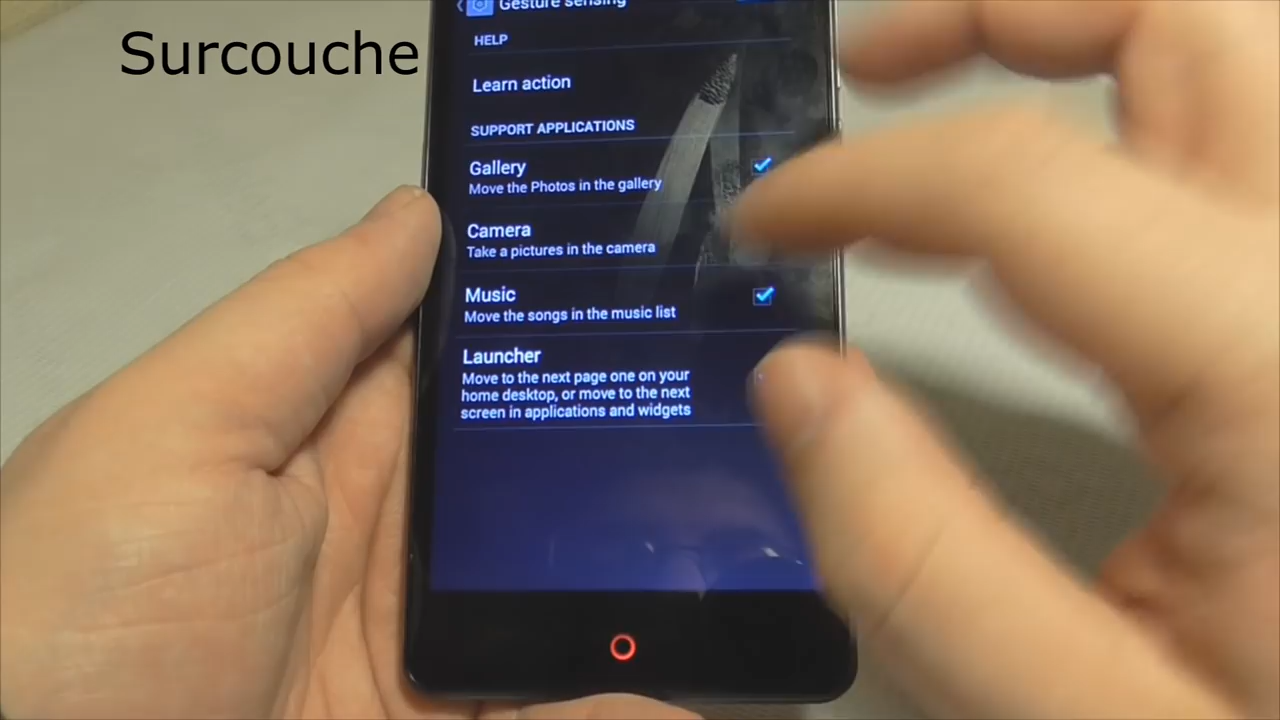 Surcouche
Gesture sensing
HELP
Learn action
SUPPORT APPLICATIONS
Gallery
Move the Photos in the gallery
Camera
Take a pictures in the camera
Music
Move the songs in the music list
Launcher
Move to the next page one on your
home desktop, or move to the next
screen in applications and widgets